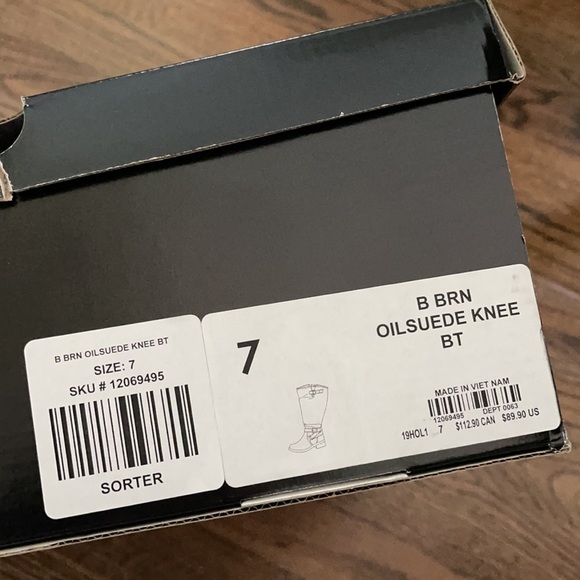 B BRN OILSUEDE KNEE BT
SIZE: 7
SKU # 12069495
SORTER
7
B BRN
OILSUEDE KNEE
BT
MADE IN VIET NAM
12069495 DEPT 0063
19HOL1 7 $112.90 CAN $89.90 US